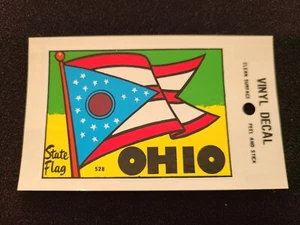 State
Flag
528
OHIO
VINYL DECAL
PEEL AND STICK
CLEAN SURFACE